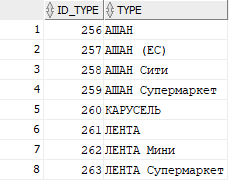 ID_TYPE TYPE
1 256 АШАН
2 257 АШАН (ЕС)
3 258 АШАН Сити
4 259 АШАН Супермаркет
5 260 КАРУСЕЛЬ
6 261 ЛЕНТА
7 262 ЛЕНТА Мини
8 263 ЛЕНТА Супермаркет